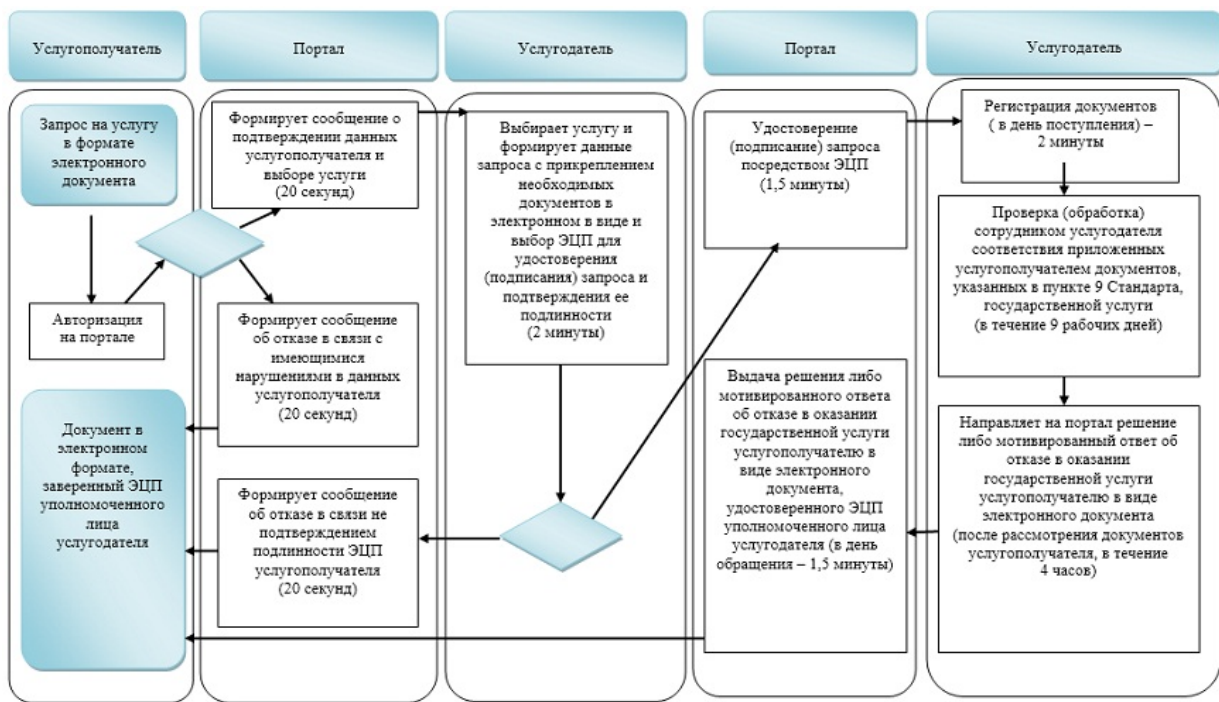 Услугополучатель
Портал
Услугодатель
Портал
Услугодатель
Запрос на услугу
в формате
электронного
документа
Авторизация
на портале
Документ в
электронном
формате,
заверенный ЭЦП
уполномоченного
лица
услугодателя
Формирует сообщение о
подтверждении данных
услугополучателя и
выборе услуги
(20 секунд)
Формирует сообщение
об отказе в связи с
имеющимися
нарушениями в данных
услугополучателя
(20 секунд)
Формирует сообщение
об отказе в связи не
подтверждением
подлинности ЭЦП
услугополучателя
(20 секунд)
Выбирает услугу и
формирует данные
запроса с прикреплением
необходимых
документов в
электронном в виде и
выбор ЭЦП для
удостоверения
(подписания) запроса и
подтверждения ее
подлинности
(2 минуты)
Удостоверение
(подписание) запроса
посредством ЭЦП
(1,5 минуты)
Выдача решения либо
мотивированного ответа
об отказе в оказании
государственной услуги
услугополучателю в
виде электронного
документа,
удостоверенного ЭЦП
уполномоченного лица
услугодателя (в день
обращения – 1,5 минуты)
Регистрация документов
( в день поступления) –
2 минуты
Проверка (обработка)
сотрудником услугодателя
соответствия приложенных
услугополучателем документов,
указанных в пункте 9 Стандарта,
государственной услуги
(в течение 9 рабочих дней)
Направляет на портал решение
либо мотивированный ответ об
отказе в оказании
государственной услуги
услугополучателю в виде
электронного документа
(после рассмотрения документов
услугополучателя, в течение
4 часов)